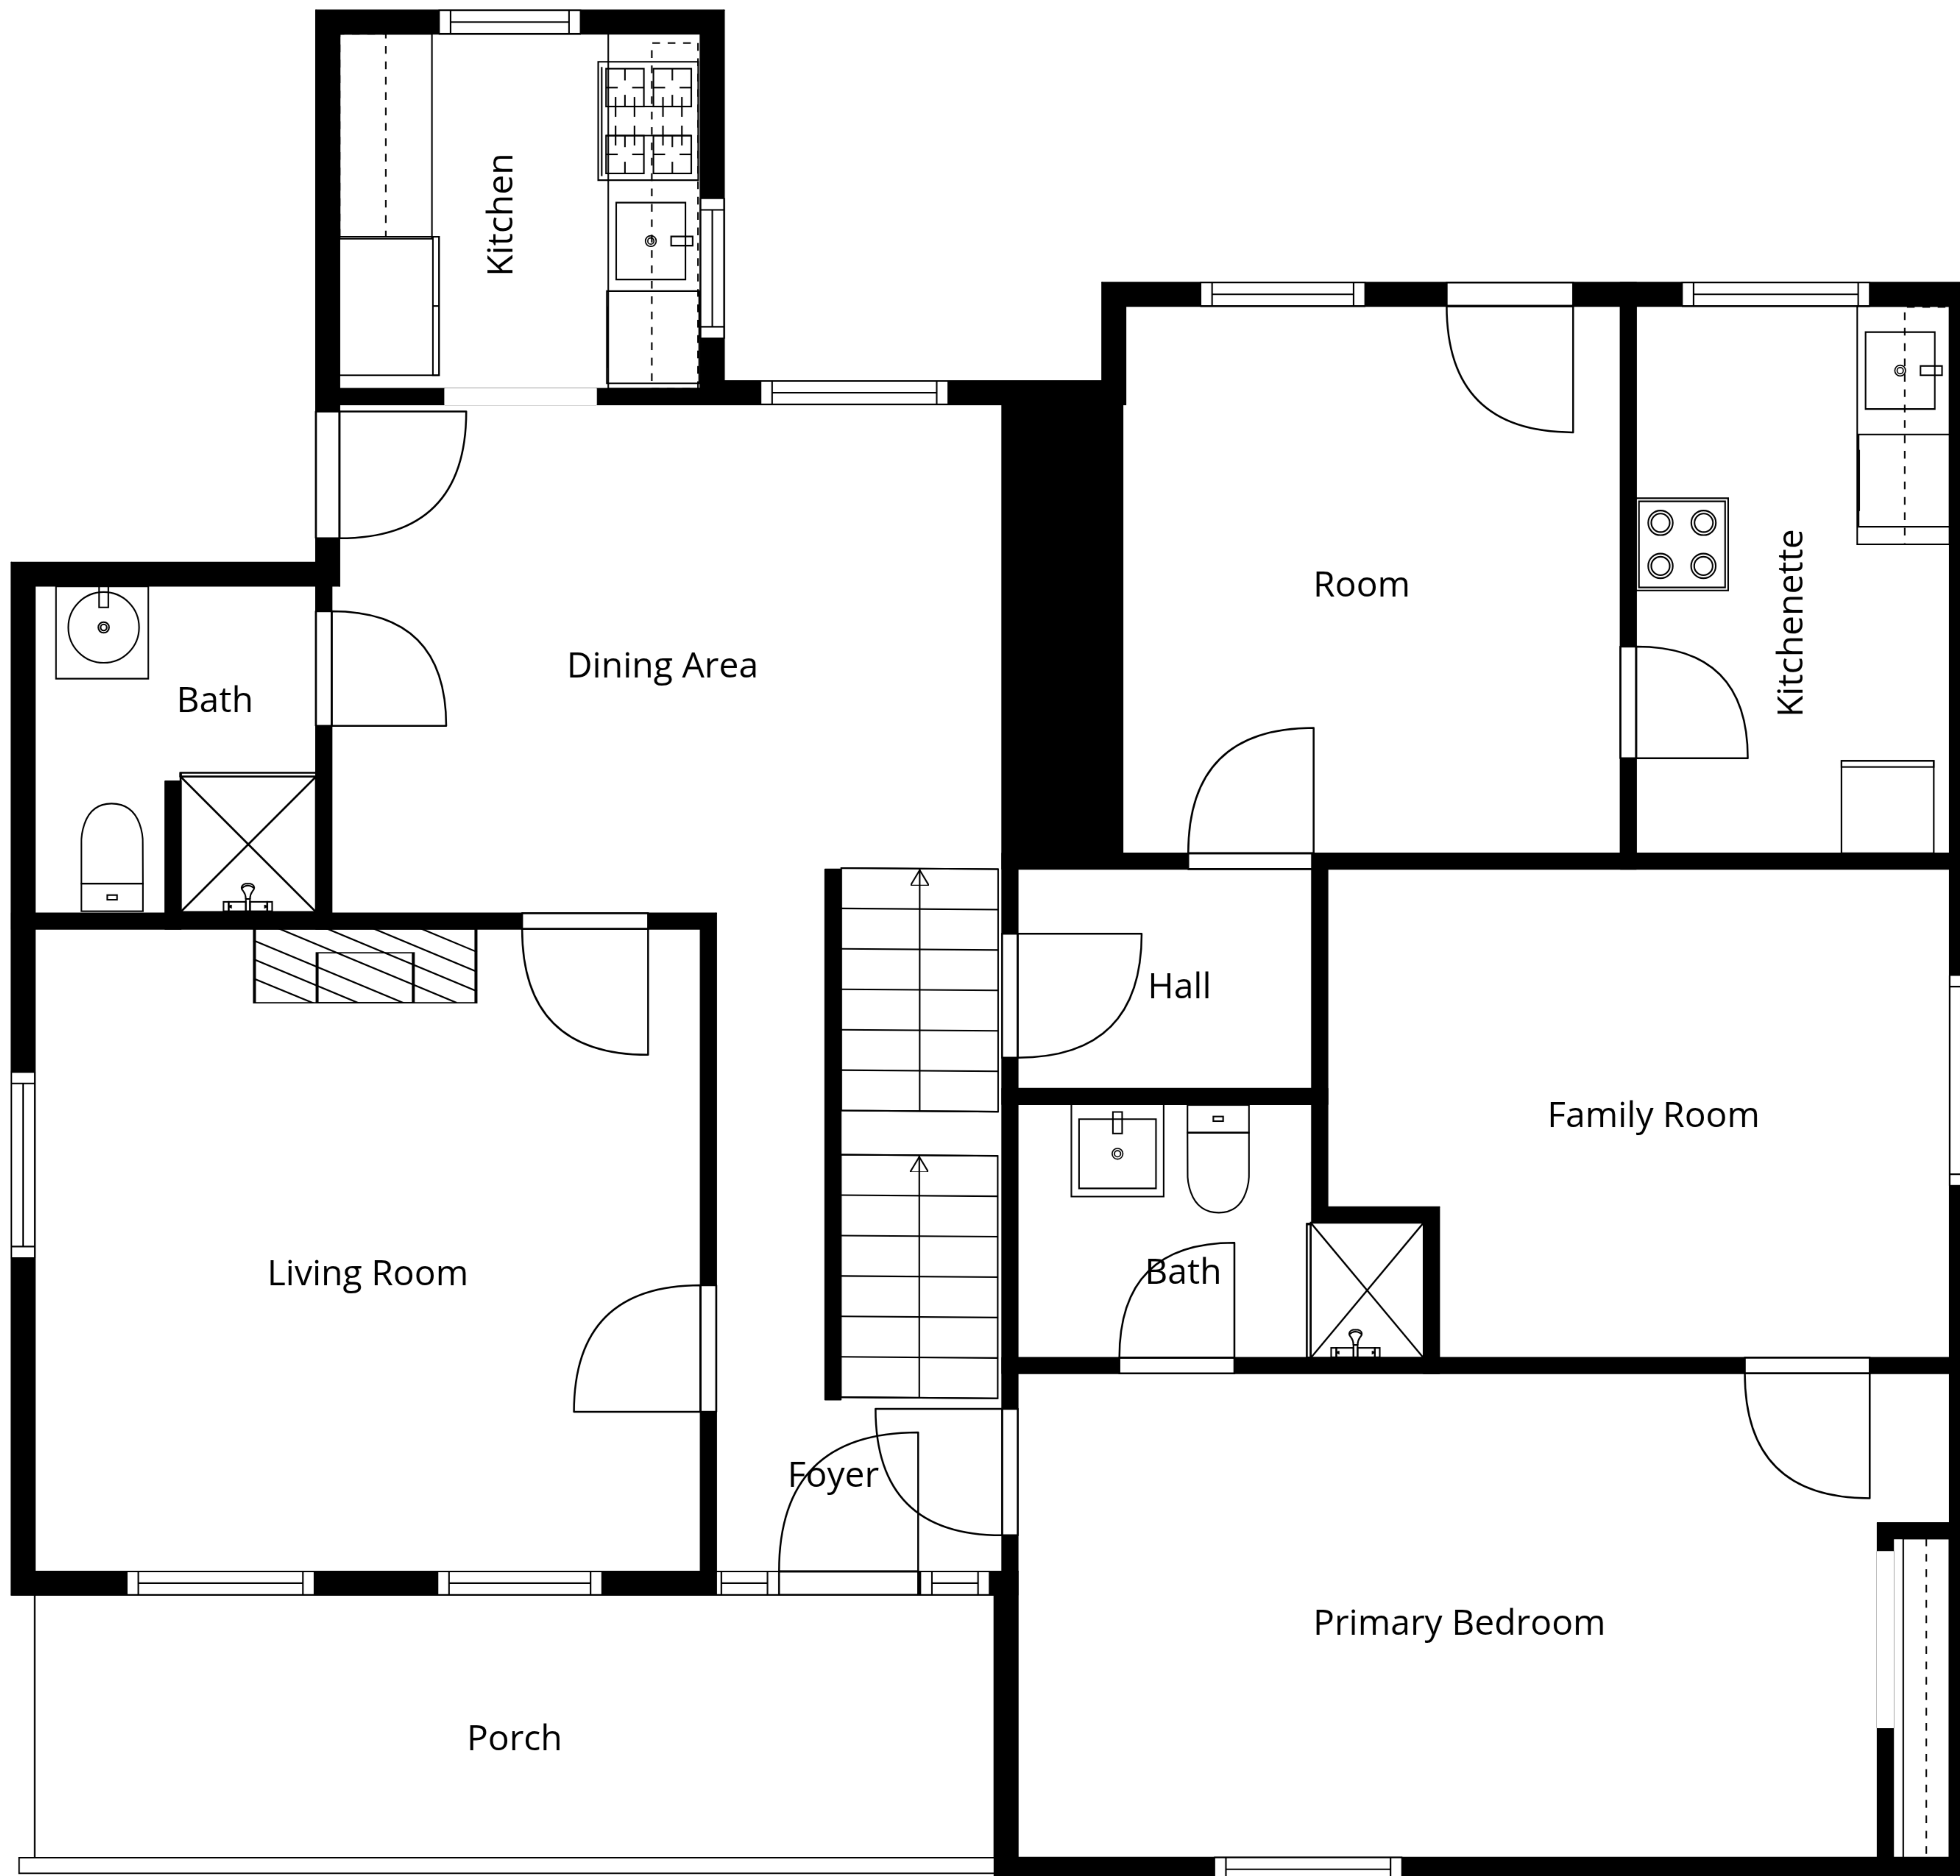 Kitchen
Room
Kitchenette
Dining Area
Bath
Hall
Family Room
Living Room
Bath
Foyer
Primary Bedroom
Porch